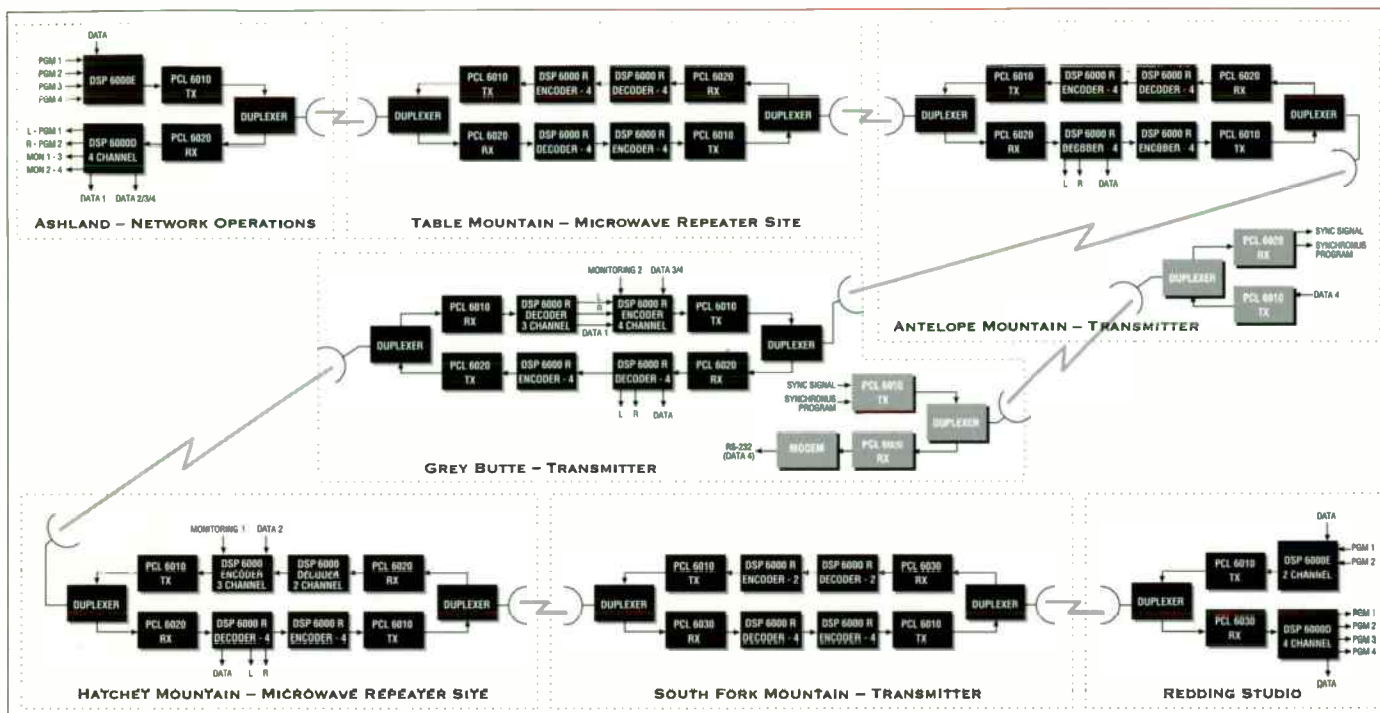 DATA
PGM 1
PGM 2
PGM 3
PGM 4
DSP 6000E
PCL 6010
TX
DUPLEXER
L - PGM 1
R - PGM 2
MON 1 - 3
MON 2 - 4
DSP 6000D
4 CHANNEL
PCL 6020
RX
DATA 1
DATA 2/3/4
ASHLAND – NETWORK OPERATIONS
DUPLEXER
PCL 6010
TX
DSP 6000 R
ENCODER - 4
DSP 6000 R
DECODER - 4
PCL 6020
RX
DUPLEXER
PCL 6020
RX
DSP 6000 R
DECODER - 4
DSP 6000 R
ENCODER - 4
PCL 6010
TX
TABLE MOUNTAIN – MICROWAVE REPEATER SITE
DUPLEXER
PCL 6010
TX
DSP 6000 R
ENCODER - 4
DSP 6000 R
DECODER - 4
PCL 6020
RX
DUPLEXER
PCL 6020
RX
DSP 6000 R
DECODER - 4
DSP 6000 R
ENCODER - 4
PCL 6010
TX
L
R
DATA
PCL 6020
RX
SYNC SIGNAL
SYNCHRONUS
PROGRAM
DUPLEXER
PCL 6010
TX
DATA 4
ANTELOPE MOUNTAIN – TRANSMITTER
MONITORING 2
DATA 3/4
DUPLEXER
PCL 6010
RX
DSP 6000 R
DECODER
3 CHANNEL
L
R
DATA 1
DSP 6000 R
ENCODER
4 CHANNEL
PCL 6010
TX
DUPLEXER
PCL 6020
TX
DSP 6000 R
ENCODER - 4
DSP 6000 R
DECODER - 4
PCL 6020
RX
L
R
DATA
SYNC SIGNAL
SYNCHRONUS
PROGRAM
PCL 6010
TX
DUPLEXER
RS-232
(DATA 4)
MODEM
PCL 6020
RX
GREY BUTTE – TRANSMITTER
MONITORING 1
DATA 2
DUPLEXER
PCL 6010
TX
DSP 6000
ENCODER
3 CHANNEL
DSP 6000
DECODER
2 CHANNEL
PCL 6020
RX
DUPLEXER
PCL 6020
RX
DSP 6000 R
DECODER - 4
DSP 6000 R
ENCODER - 4
PCL 6010
TX
DATA
L
R
HATCHET MOUNTAIN – MICROWAVE REPEATER SITE
DUPLEXER
PCL 6010
TX
DSP 6000 R
ENCODER - 2
DSP 6000 R
DECODER - 2
PCL 6030
RX
DUPLEXER
PCL 6030
RX
DSP 6000 R
DECODER - 4
DSP 6000 R
ENCODER - 4
PCL 6010
TX
SOUTH FORK MOUNTAIN – TRANSMITTER
DATA
DUPLEXER
PCL 6010
TX
DSP 6000E
2 CHANNEL
PGM 1
PGM 2
PCL 6030
RX
DSP 6000D
4 CHANNEL
PGM 1
PGM 2
PGM 3
PGM 4
DATA
REDDING STUDIO